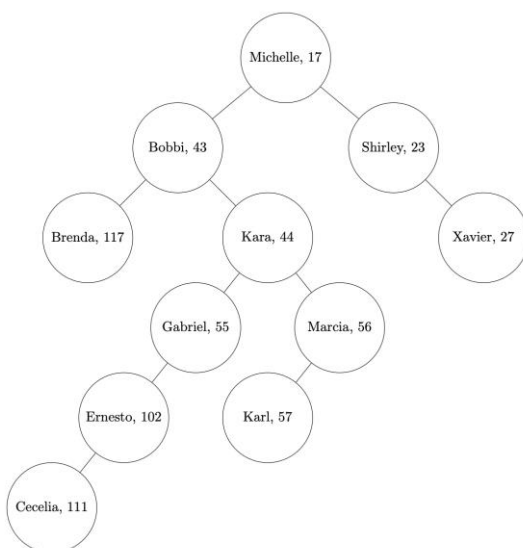 Michelle, 17
Bobbi, 43
Shirley, 23
Brenda, 117
Kara, 44
Xavier, 27
Gabriel, 55
Marcia, 56
Ernesto, 102
Karl, 57
Cecelia, 111